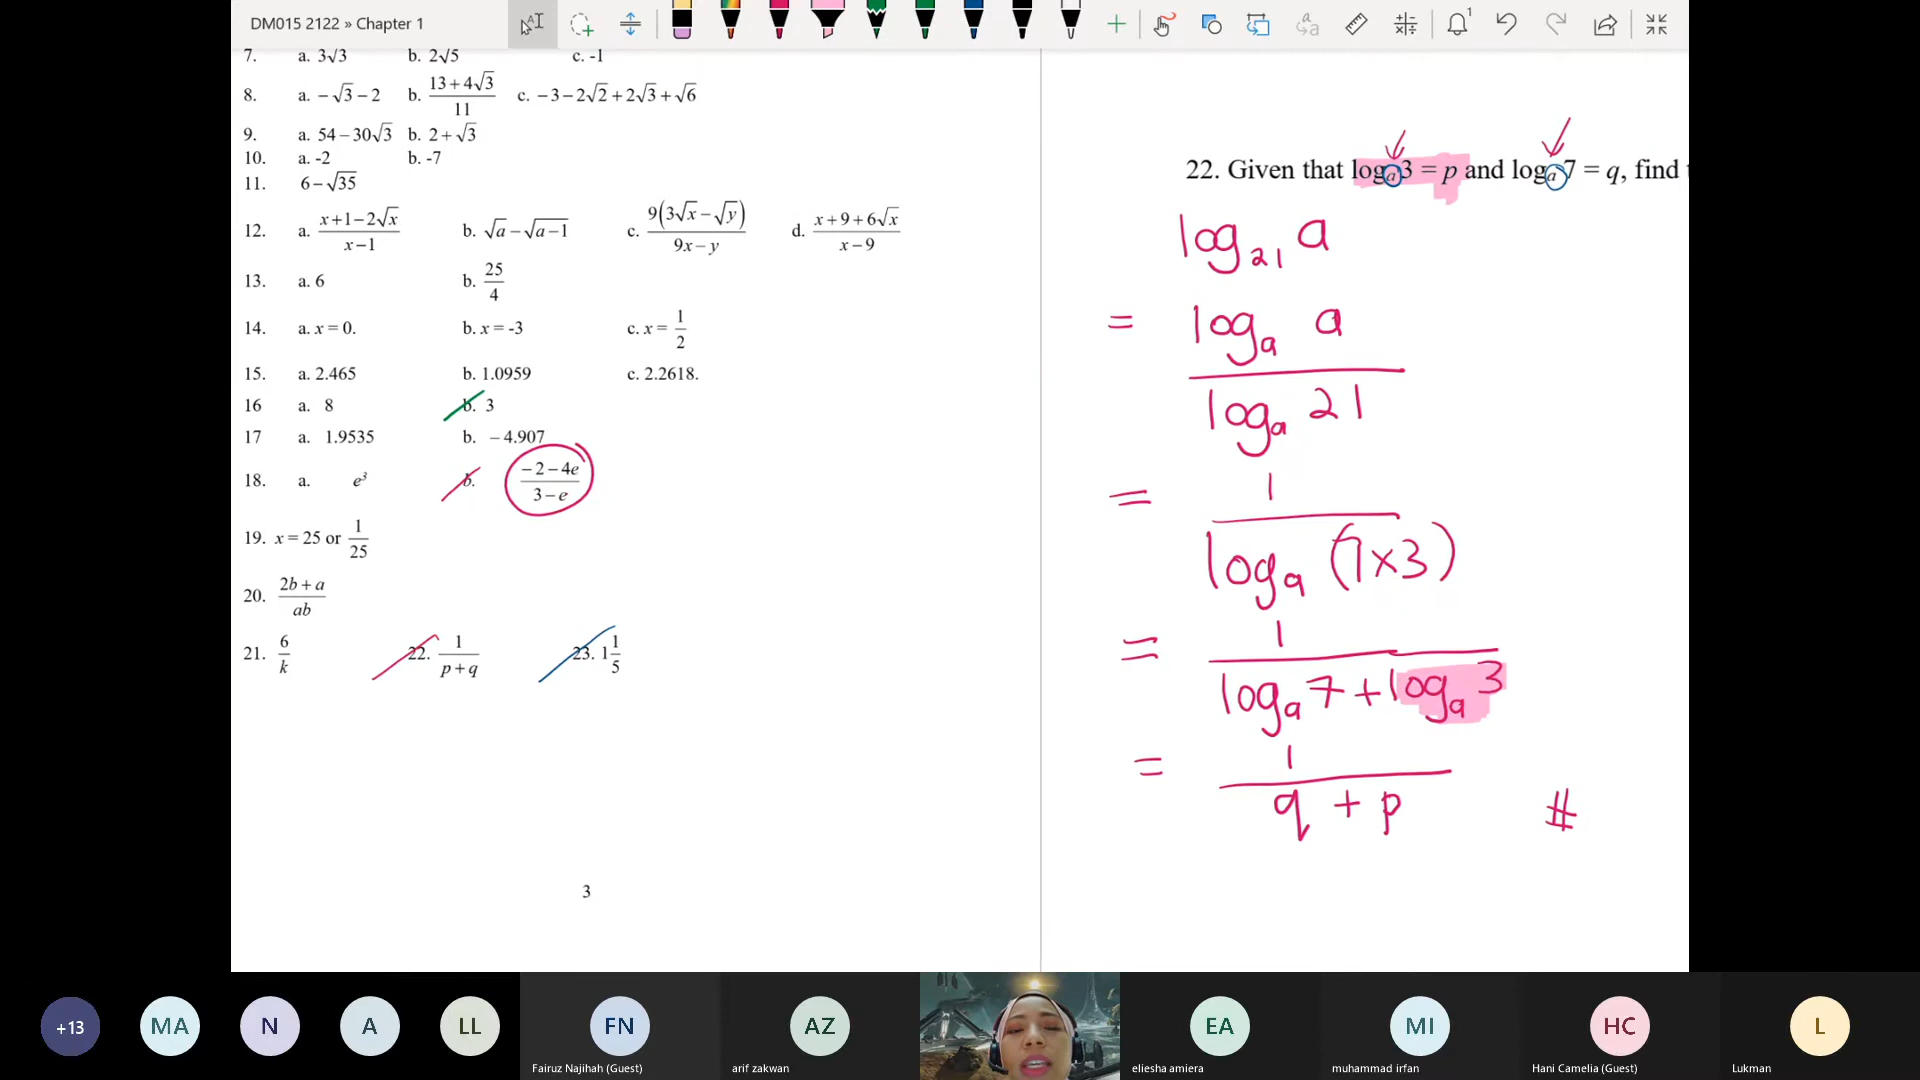 DM015 2122 » Chapter 1
1
7. a. 3√3 b. 2√5 c. -1
8. a. −√3−2 b. (13+4√3)/11 c. −3−2√2+2√3+√6
9. a. 54−30√3 b. 2+√3
10. a. -2 b. -7
11. 6−√35
12. a. (x+1−2√x)/(x−1) b. √a−√(a−1) c. 9(3√x−√y)/(9x−y) d. (x+9+6√x)/(x−9)
13. a. 6 b. 25/4
14. a. x = 0. b. x = -3 c. x = 1/2
15. a. 2.465 b. 1.0959 c. 2.2618.
16 a. 8 b. 3
17 a. 1.9535 b. −4.907
18. a. e³ b. (−2−4e)/(3−e)
19. x = 25 or 1/25
20. (2b+a)/ab
21. 6/k 22. 1/(p+q) 23. 1 1/5
3
22. Given that logₐ3 = p and logₐ7 = q, find
log₂₁ a
= logₐ a / logₐ 21
= 1 / logₐ (7×3)
= 1 / (logₐ 7 + logₐ 3)
= 1 / (q + p) #
+13 MA N A LL FN AZ EA MI HC L
Fairuz Najihah (Guest) arif zakwan eliesha amiera muhammad irfan Hani Camelia (Guest) Lukman